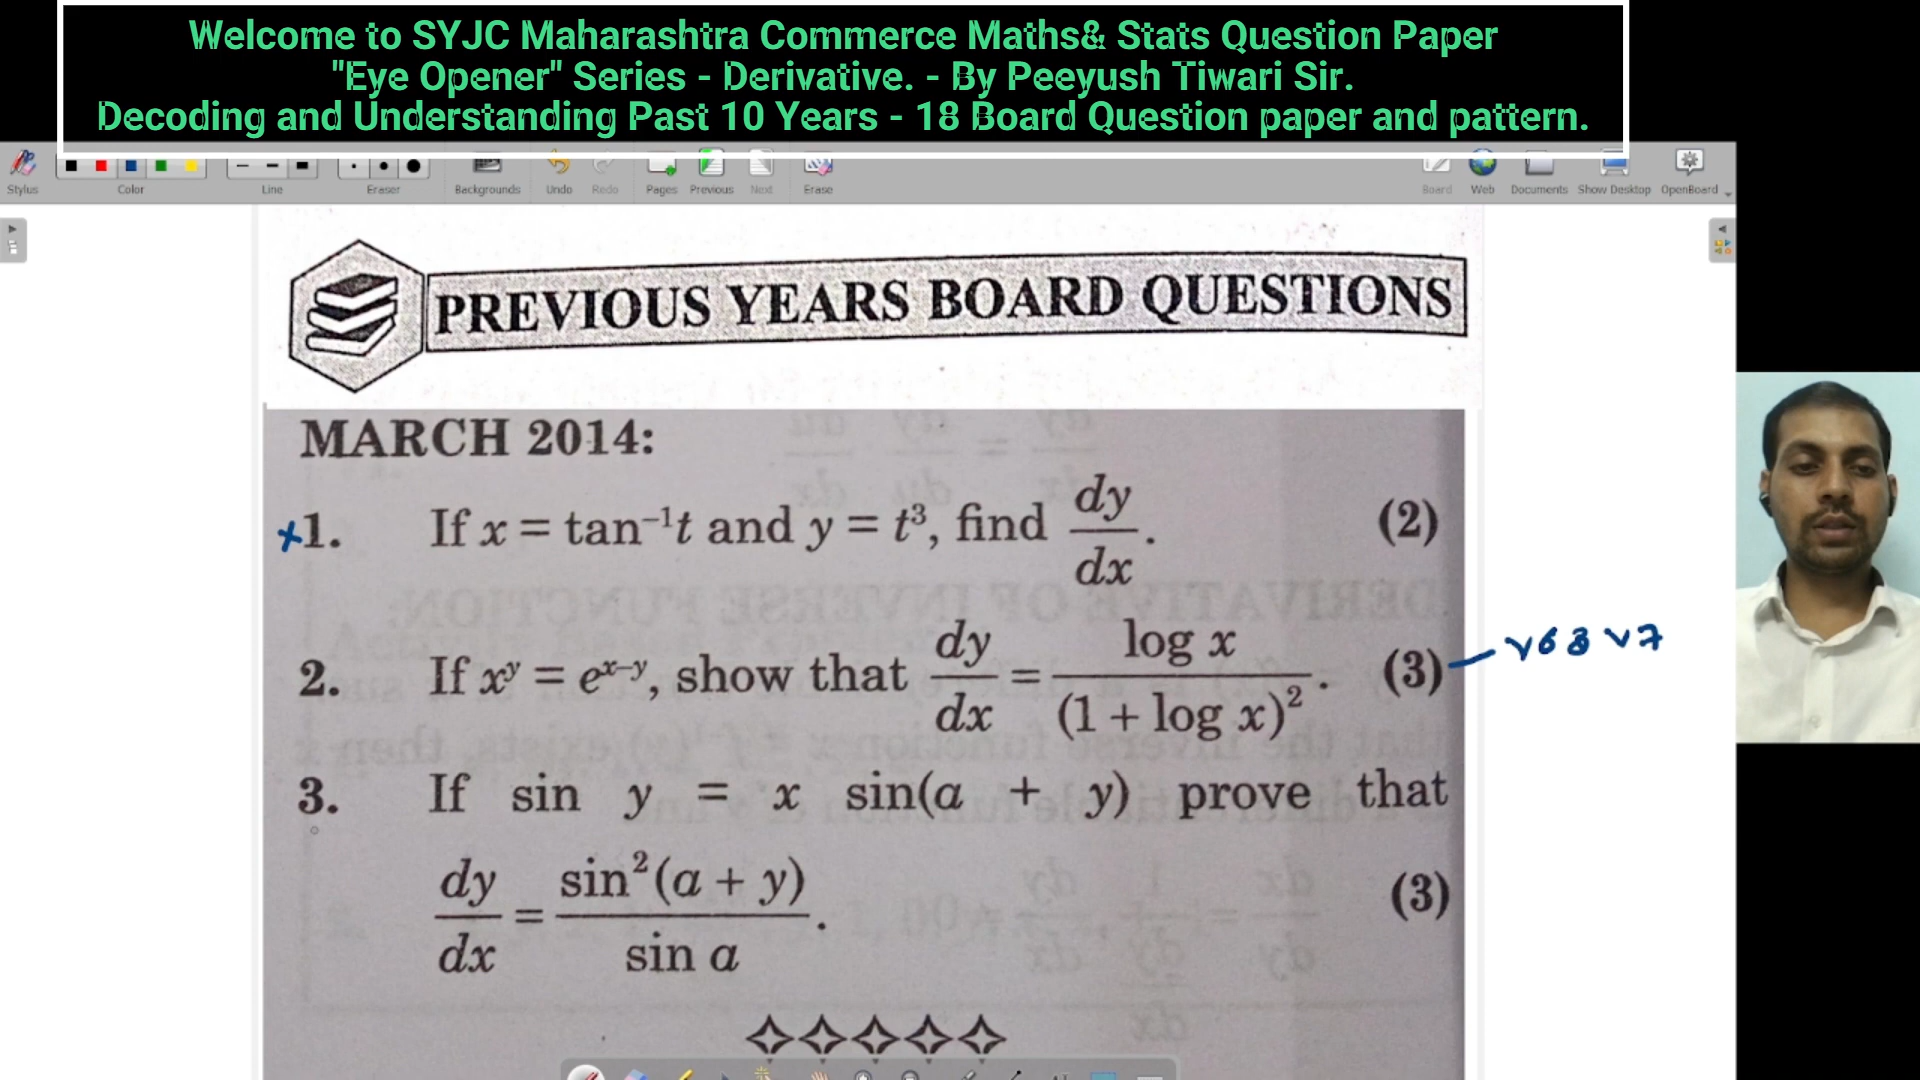 Welcome to SYJC Maharashtra Commerce Maths& Stats Question Paper
"Eye Opener" Series - Derivative. - By Peeyush Tiwari Sir.
Decoding and Understanding Past 10 Years - 18 Board Question paper and pattern.
Stylus Color Line Eraser Backgrounds Undo Redo Pages Previous Next Erase Board Web Documents Show Desktop OpenBoard
PREVIOUS YEARS BOARD QUESTIONS
MARCH 2014:
x1. If x = tan⁻¹t and y = t³, find dy/dx. (2)
2. If xʸ = eˣ⁻ʸ, show that dy/dx = log x/(1 + log x)². (3)
3. If sin y = x sin(a + y) prove that
dy/dx = sin²(a + y)/sin a. (3)